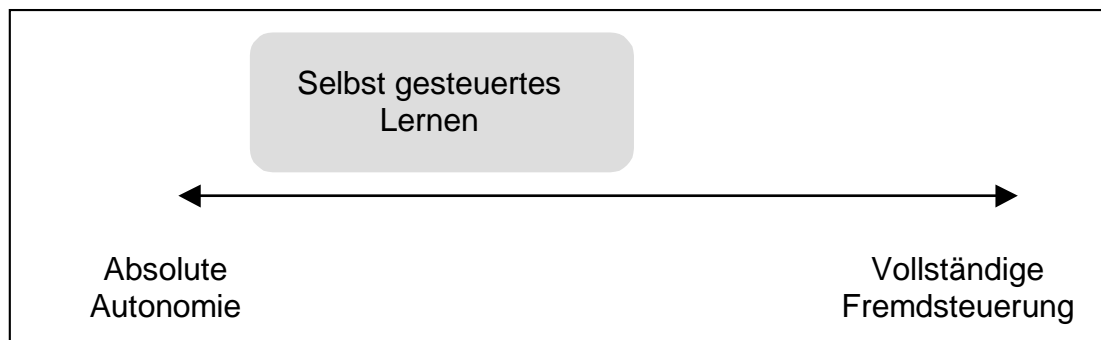 Selbst gesteuertes
Lernen
Absolute
Autonomie
Vollständige
Fremdsteuerung